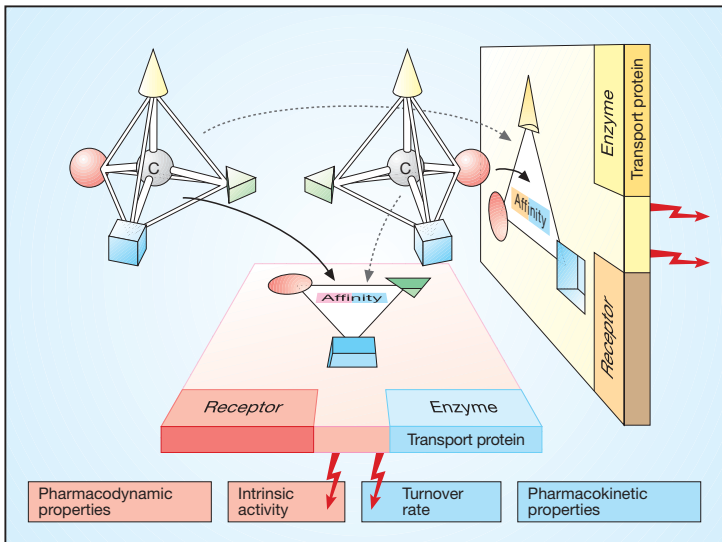 C
C
Affinity
Enzyme
Transport protein
Receptor
Affinity
Receptor
Enzyme
Transport protein
Pharmacodynamic
properties
Intrinsic
activity
Turnover
rate
Pharmacokinetic
properties